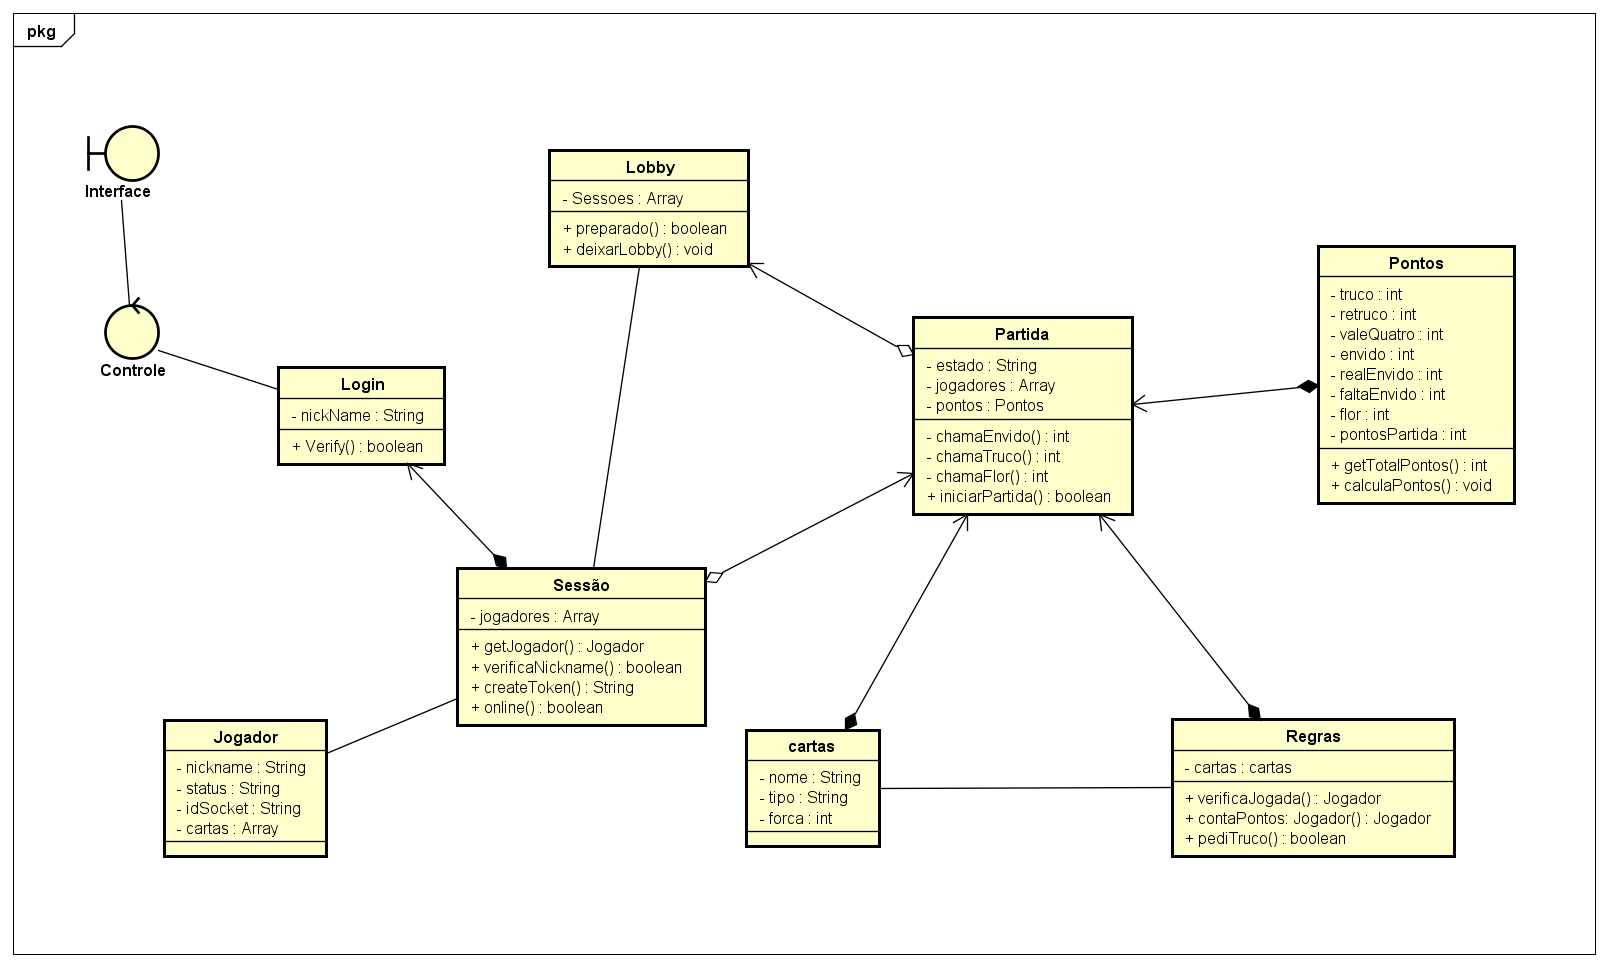 pkg
Interface
Controle
Login
- nickName : String
+ Verify() : boolean
Lobby
- Sessoes : Array
+ preparado() : boolean
+ deixarLobby() : void
Partida
- estado : String
- jogadores : Array
- pontos : Pontos
- chamaEnvido() : int
- chamaTruco() : int
- chamaFlor() : int
+ iniciarPartida() : boolean
Pontos
- truco : int
- retruco : int
- valeQuatro : int
- envido : int
- realEnvido : int
- faltaEnvido : int
- flor : int
- pontosPartida : int
+ getTotalPontos() : int
+ calculaPontos() : void
Sessão
- jogadores : Array
+ getJogador() : Jogador
+ verificaNickname() : boolean
+ createToken() : String
+ online() : boolean
Jogador
- nickname : String
- status : String
- idSocket : String
- cartas : Array
cartas
- nome : String
- tipo : String
- forca : int
Regras
- cartas : cartas
+ verificaJogada() : Jogador
+ contaPontos: Jogador() : Jogador
+ pediTruco() : boolean